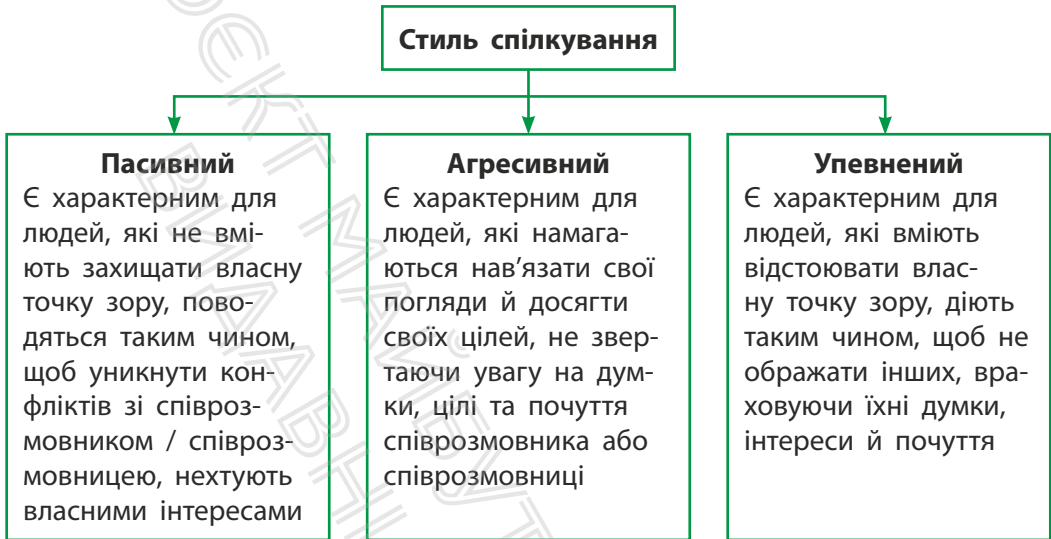 Стиль спілкування
Пасивний
Є характерним для
людей, які не вмі-
ють захищати власну
точку зору, пово-
дяться таким чином,
щоб уникнути кон-
фліктів зі співроз-
мовником / співроз-
мовницею, нехтують
власними інтересами
Агресивний
Є характерним для
людей, які намага-
ються нав’язати свої
погляди й досягти
своїх цілей, не звер-
таючи увагу на дум-
ки, цілі та почуття
співрозмовника або
співрозмовниці
Упевнений
Є характерним для
людей, які вміють
відстоювати влас-
ну точку зору, діють
таким чином, щоб не
ображати інших, вра-
ховуючи їхні думки,
інтереси й почуття